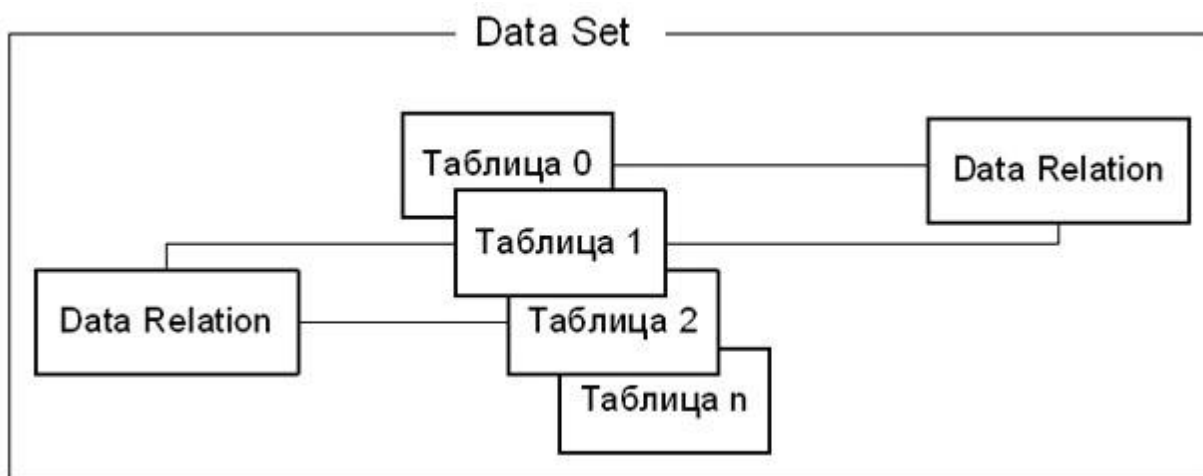 Data Set
Таблица 0
Data Relation
Таблица 1
Data Relation
Таблица 2
Таблица n